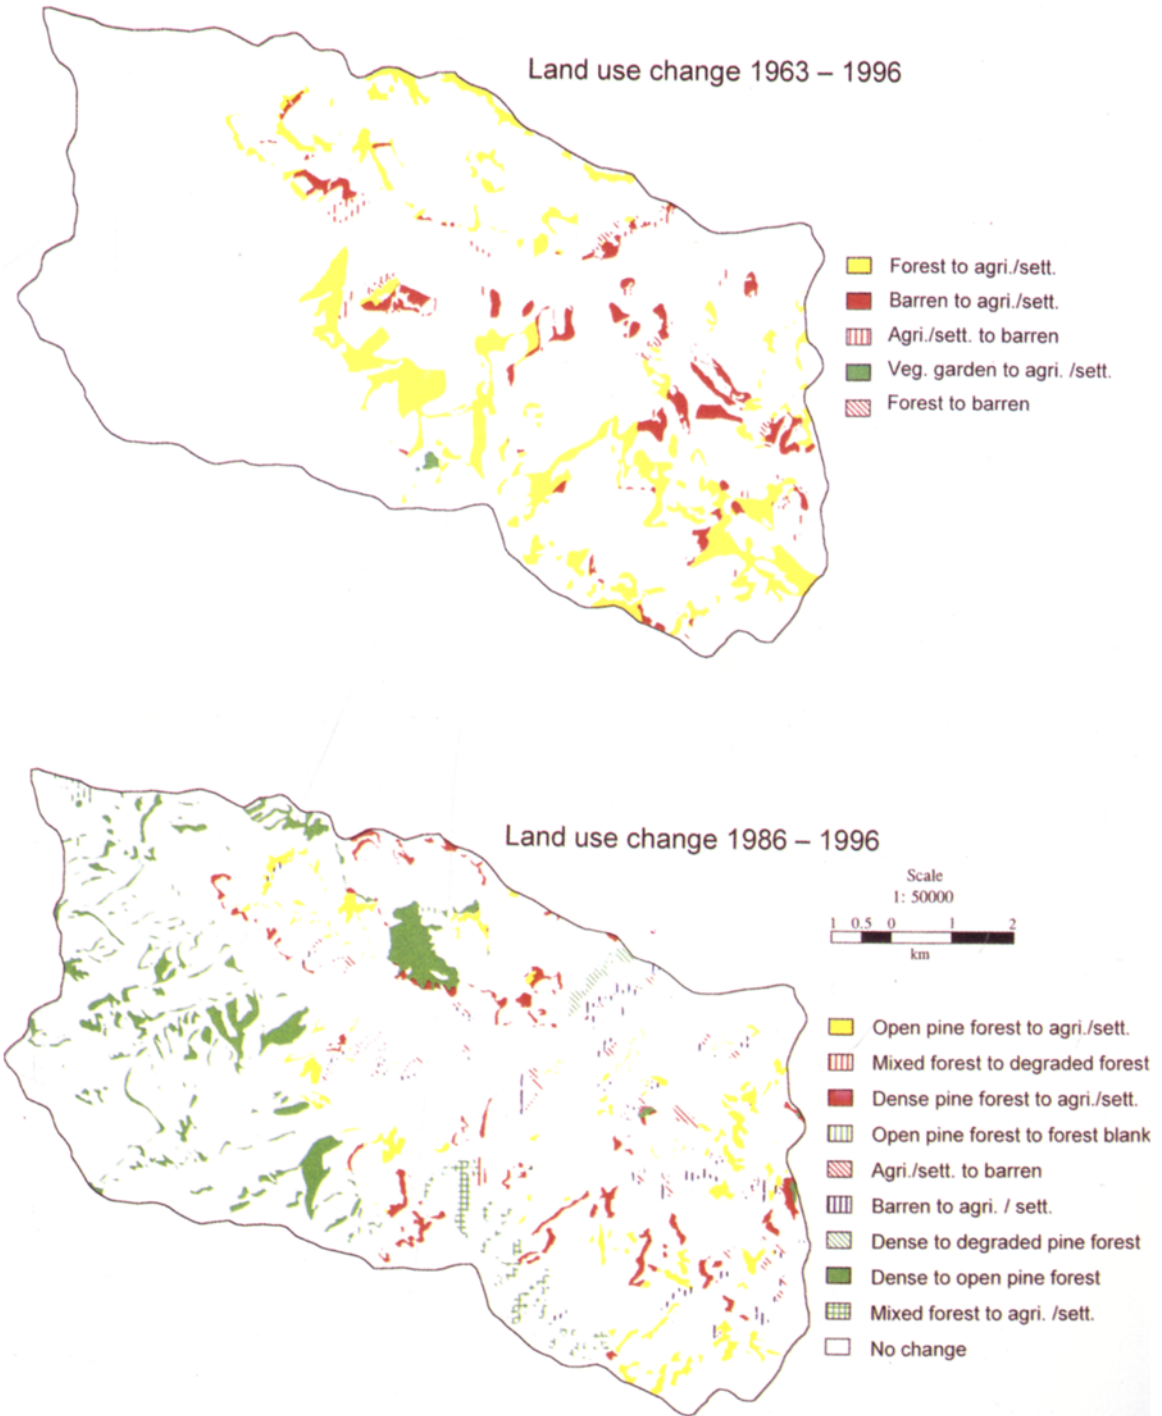 Land use change 1963 – 1996
Forest to agri./sett.
Barren to agri./sett.
Agri./sett. to barren
Veg. garden to agri. /sett.
Forest to barren
Land use change 1986 – 1996
Scale
1: 50000
1 0.5 0 1 2
km
Open pine forest to agri./sett.
Mixed forest to degraded forest
Dense pine forest to agri./sett.
Open pine forest to forest blank
Agri./sett. to barren
Barren to agri. / sett.
Dense to degraded pine forest
Dense to open pine forest
Mixed forest to agri. /sett.
No change